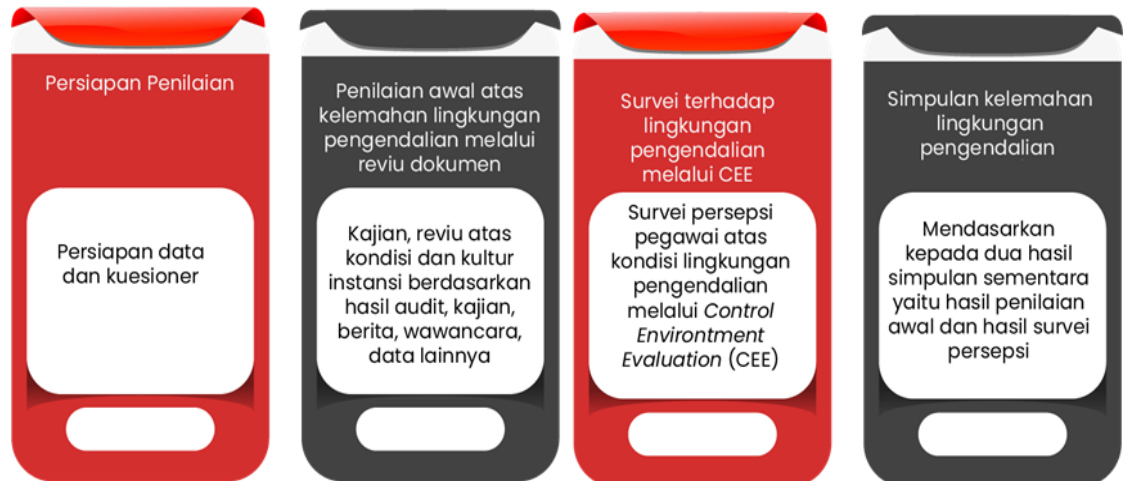 Persiapan Penilaian
Persiapan data
dan kuesioner
Penilaian awal atas
kelemahan lingkungan
pengendalian melalui
reviu dokumen
Kajian, reviu atas
kondisi dan kultur
instansi berdasarkan
hasil audit, kajian,
berita, wawancara,
data lainnya
Survei terhadap
lingkungan
pengendalian
melalui CEE
Survei persepsi
pegawai atas
kondisi lingkungan
pengendalian
melalui Control
Environtment
Evaluation (CEE)
Simpulan kelemahan
lingkungan
pengendalian
Mendasarkan
kepada dua hasil
simpulan sementara
yaitu hasil penilaian
awal dan hasil survei
persepsi